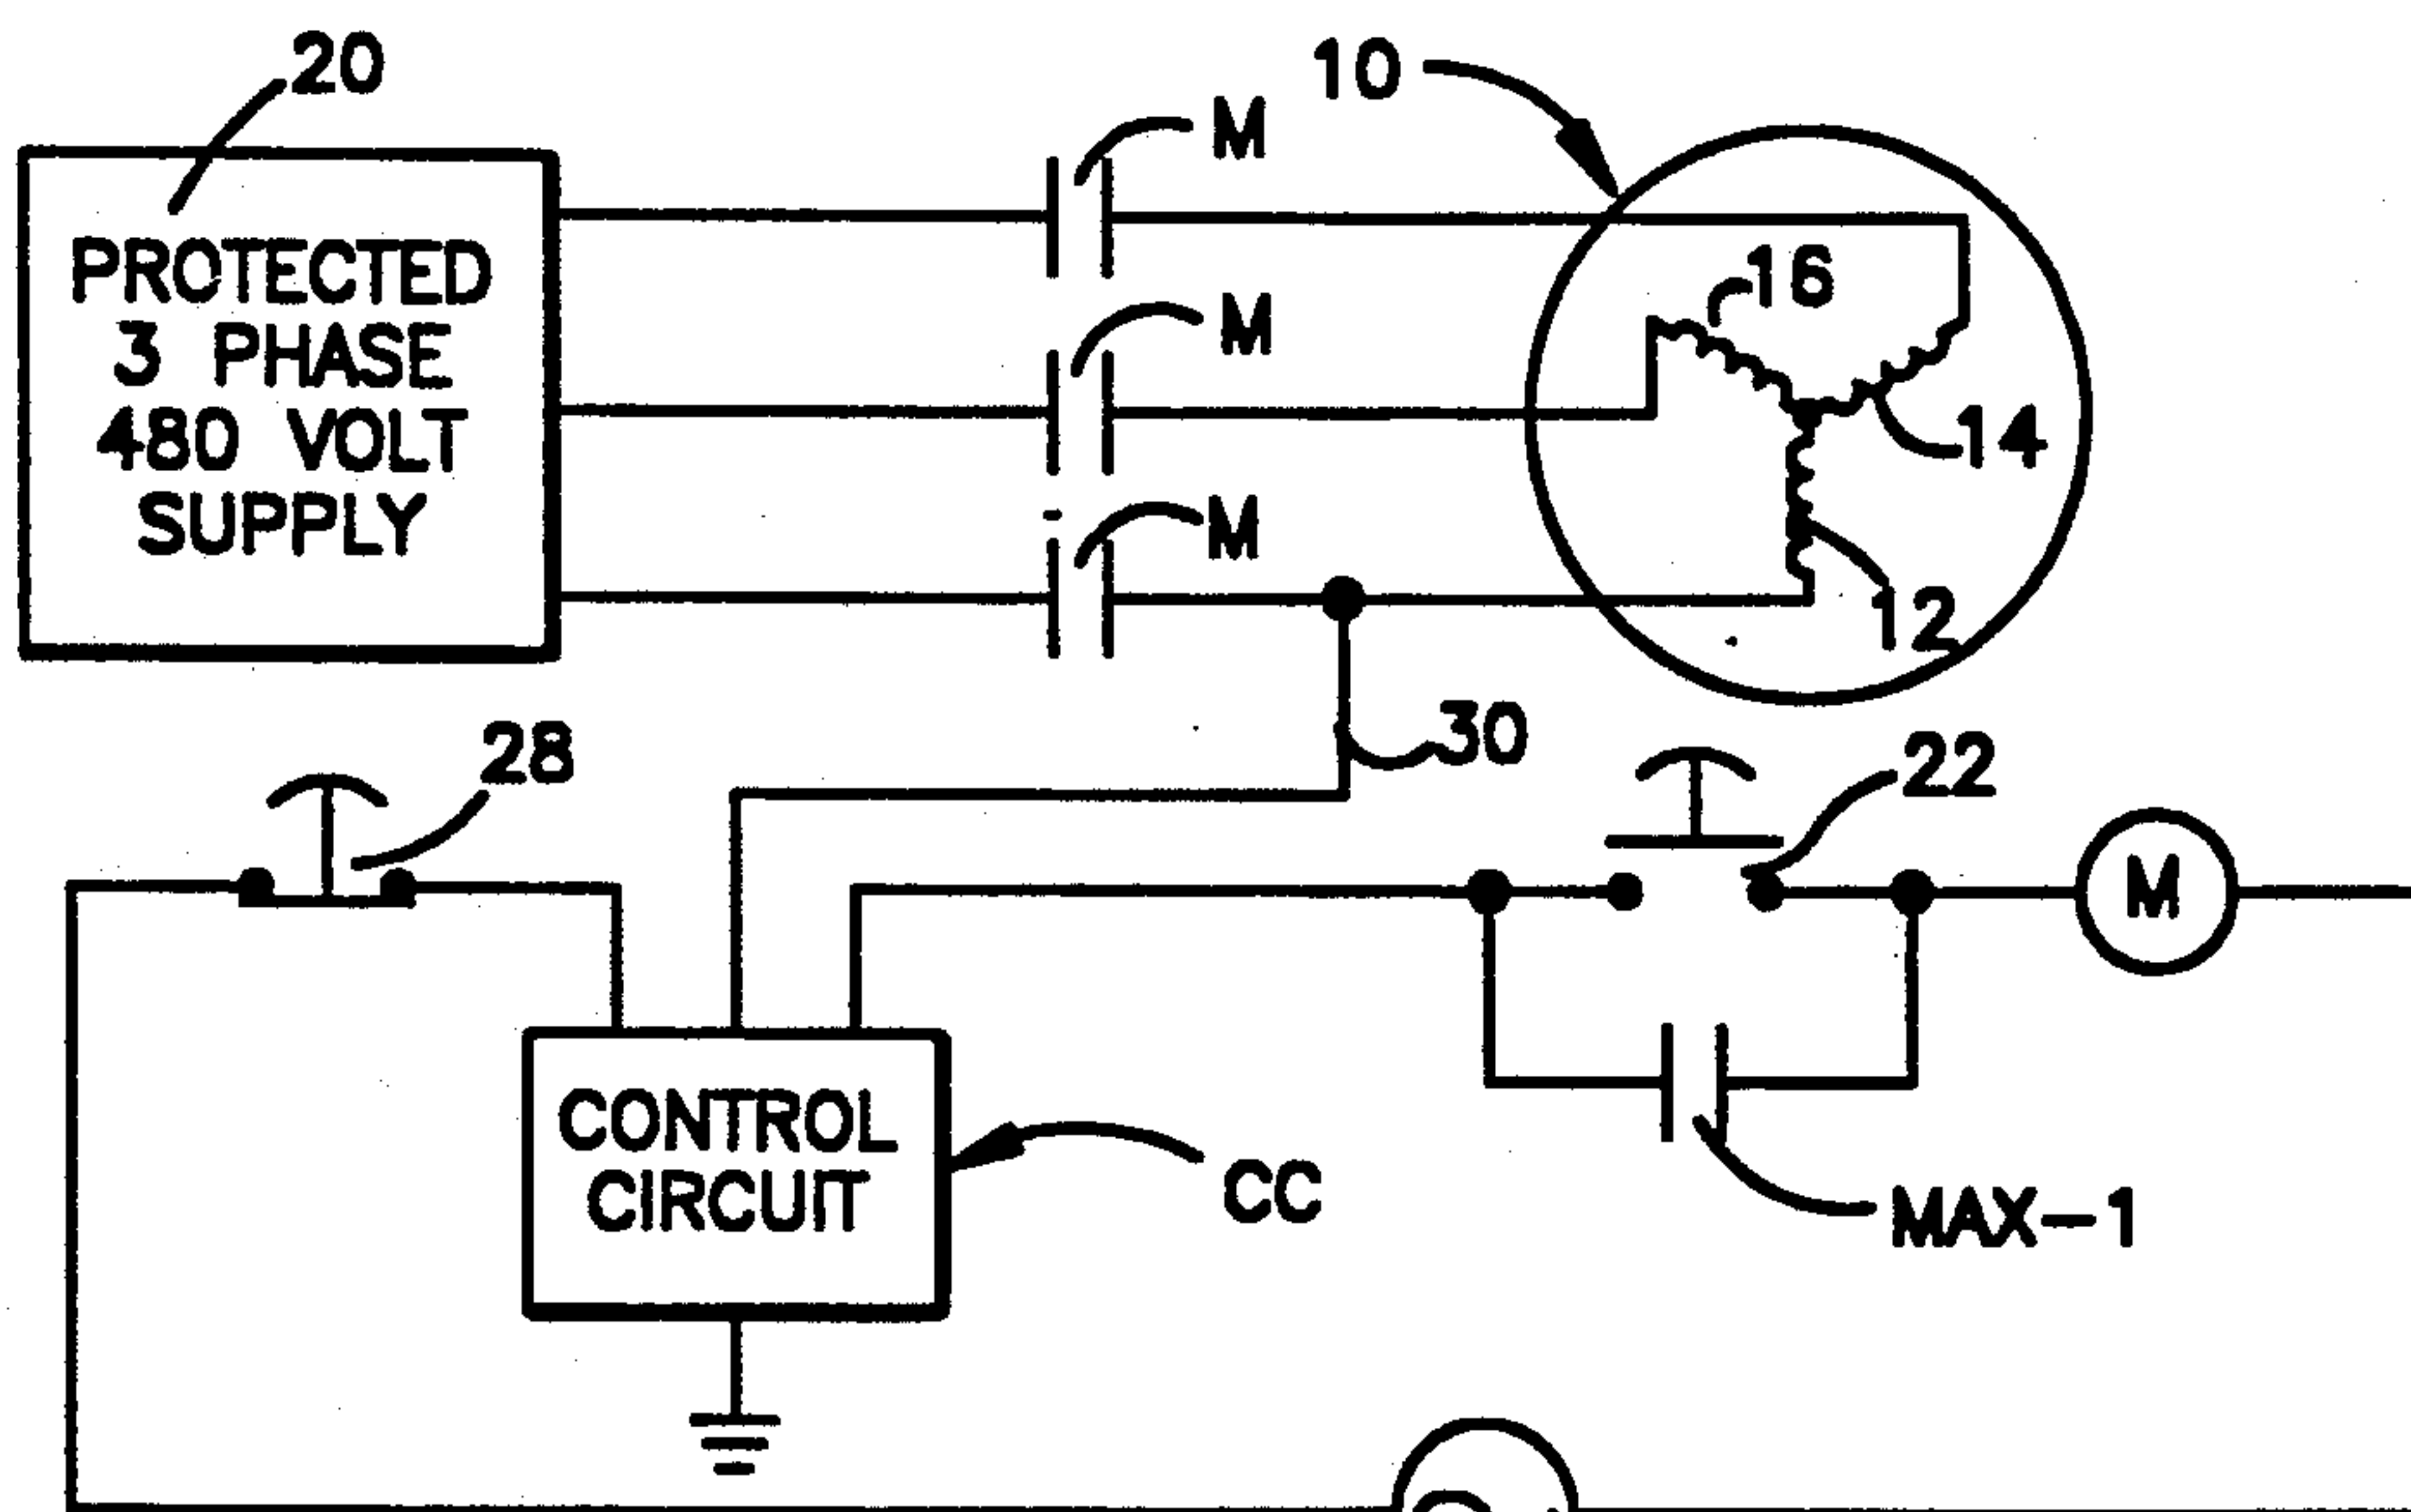 20
10
M
PROTECTED
3 PHASE
480 VOLT
SUPPLY
16
M
14
M
12
30
28
22
M
CONTROL
CIRCUIT
CC
MAX-1